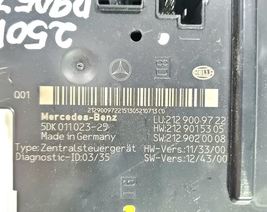 250
HELLA
Q01
21290097221513052107130
Mercedes-Benz LU:212 900 97 22
5DK 011 023-29 HW:212 901 53 05
Made in Germany SW:212 902 00 08
Type:Zentralsteuergerät HW-Vers:11/33/00
Diagnostic-ID:03/35 SW-Vers:12/43/00